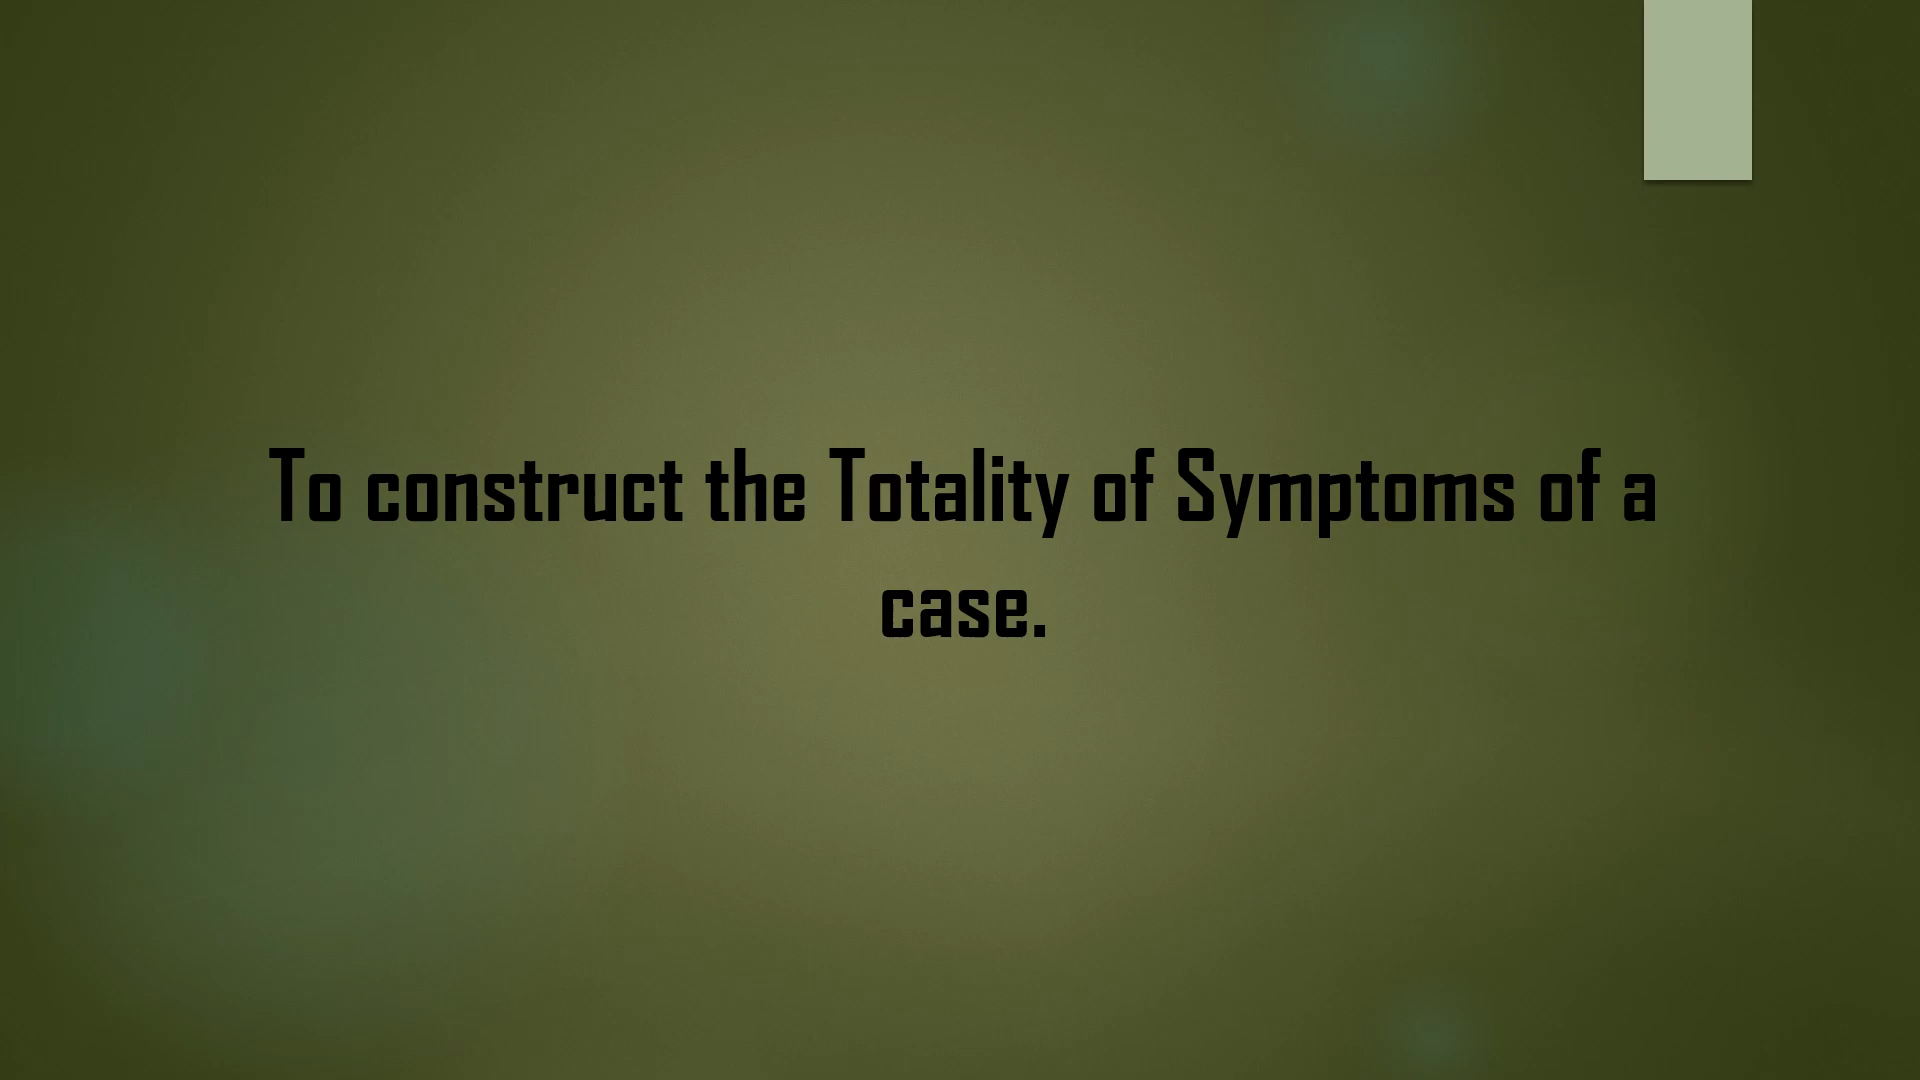 To construct the Totality of Symptoms of a
case.